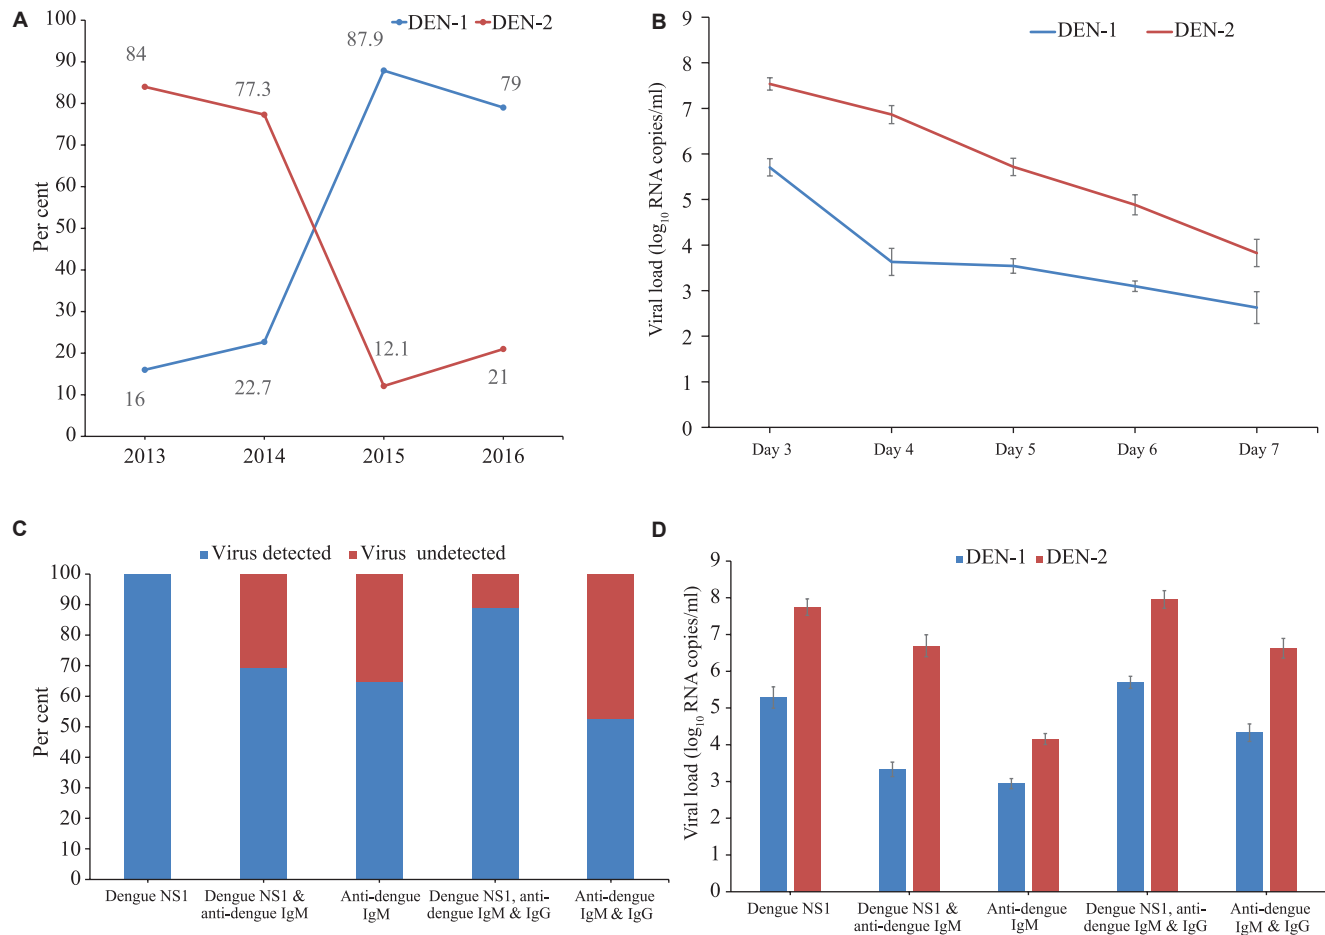 A
DEN-1 DEN-2
Per cent
100
90
80
70
60
50
40
30
20
10
0
84
77.3
87.9
79
16
22.7
12.1
21
2013 2014 2015 2016
B
DEN-1 DEN-2
Viral load (log10 RNA copies/ml)
9
8
7
6
5
4
3
2
1
0
Day 3 Day 4 Day 5 Day 6 Day 7
C
Virus detected Virus undetected
Per cent
100
90
80
70
60
50
40
30
20
10
0
Dengue NS1
Dengue NS1 &
anti-dengue IgM
Anti-dengue
IgM
Dengue NS1, anti-
dengue IgM & IgG
Anti-dengue
IgM & IgG
D
DEN-1 DEN-2
Viral load (log10 RNA copies/ml)
9
8
7
6
5
4
3
2
1
0
Dengue NS1
Dengue NS1 &
anti-dengue IgM
Anti-dengue
IgM
Dengue NS1, anti-
dengue IgM & IgG
Anti-dengue
IgM & IgG